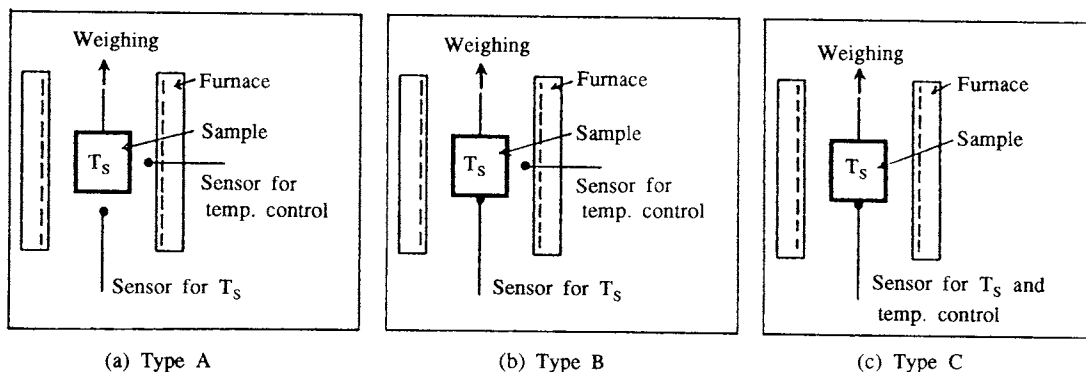 Weighing
Furnace
Sample
T_S
Sensor for
temp. control
Sensor for T_S
(a) Type A
Weighing
Furnace
Sample
T_S
Sensor for
temp. control
Sensor for T_S
(b) Type B
Weighing
Furnace
Sample
T_S
Sensor for T_S and
temp. control
(c) Type C